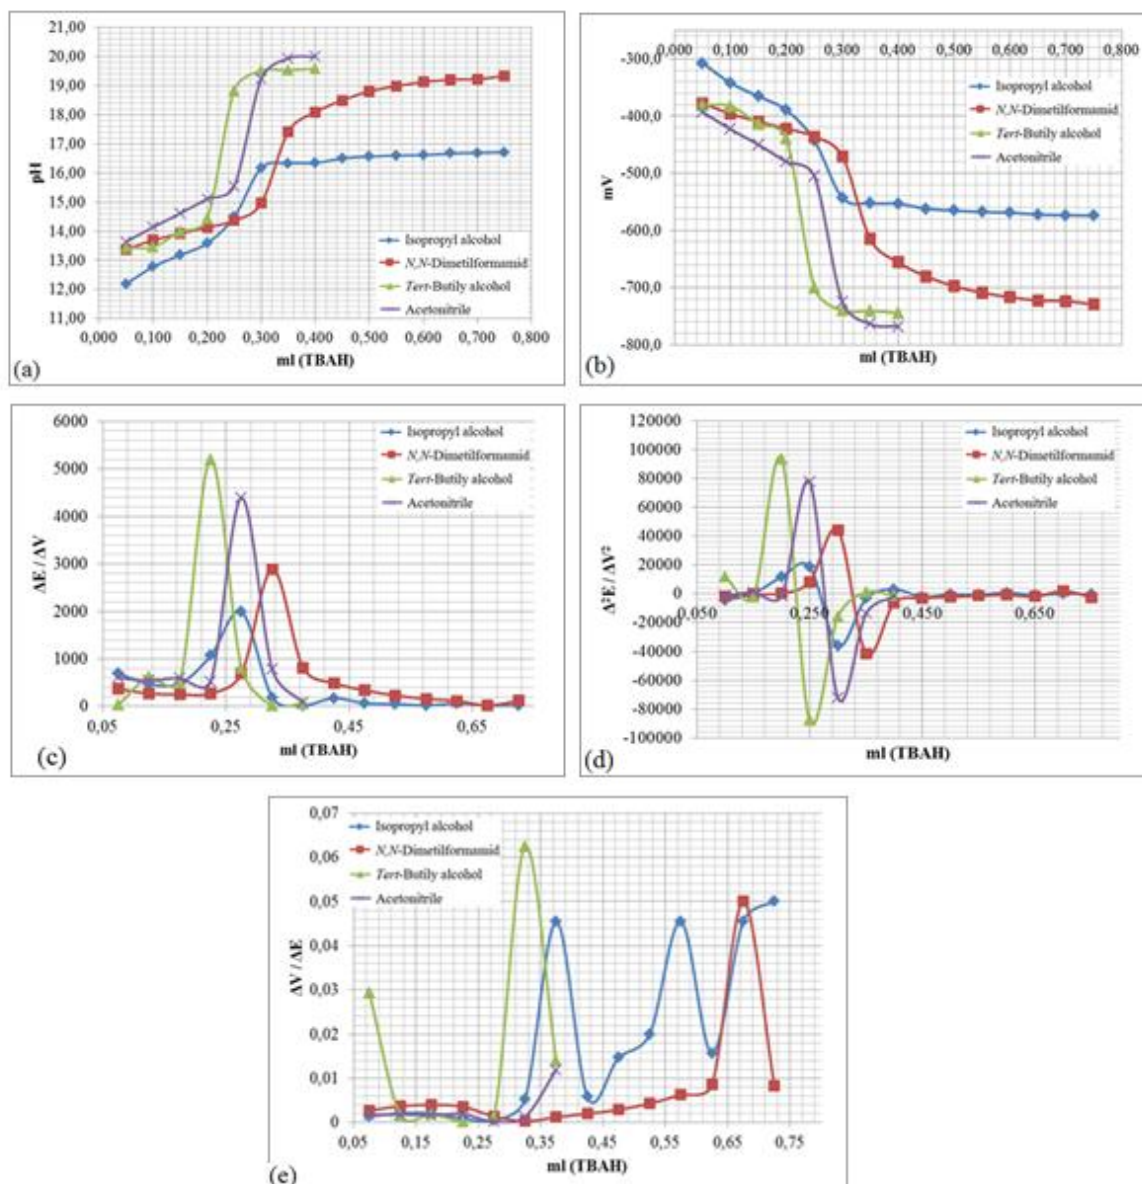 21,00
20,00
19,00
18,00
17,00
16,00
15,00
14,00
13,00
12,00
11,00
pH
0,000 0,100 0,200 0,300 0,400 0,500 0,600 0,700 0,800
ml (TBAH)
Isopropyl alcohol
N,N-Dimetilformamid
Tert-Butily alcohol
Acetonitrile
(a)
0,000 0,100 0,200 0,300 0,400 0,500 0,600 0,700 0,800
-300,0
-400,0
-500,0
-600,0
-700,0
-800,0
mV
ml (TBAH)
Isopropyl alcohol
N,N-Dimetilformamid
Tert-Butily alcohol
Acetonitrile
(b)
6000
5000
4000
3000
2000
1000
0
ΔE / ΔV
0,05 0,25 0,45 0,65
ml (TBAH)
Isopropyl alcohol
N,N-Dimetilformamid
Tert-Butily alcohol
Acetonitrile
(c)
120000
100000
80000
60000
40000
20000
0
-20000
-40000
-60000
-80000
-100000
Δ²E / ΔV²
0,050 0,250 0,450 0,650
ml (TBAH)
Isopropyl alcohol
N,N-Dimetilformamid
Tert-Butily alcohol
Acetonitrile
(d)
0,07
0,06
0,05
0,04
0,03
0,02
0,01
0
ΔV / ΔE
0,05 0,15 0,25 0,35 0,45 0,55 0,65 0,75
ml (TBAH)
Isopropyl alcohol
N,N-Dimetilformamid
Tert-Butily alcohol
Acetonitrile
(e)